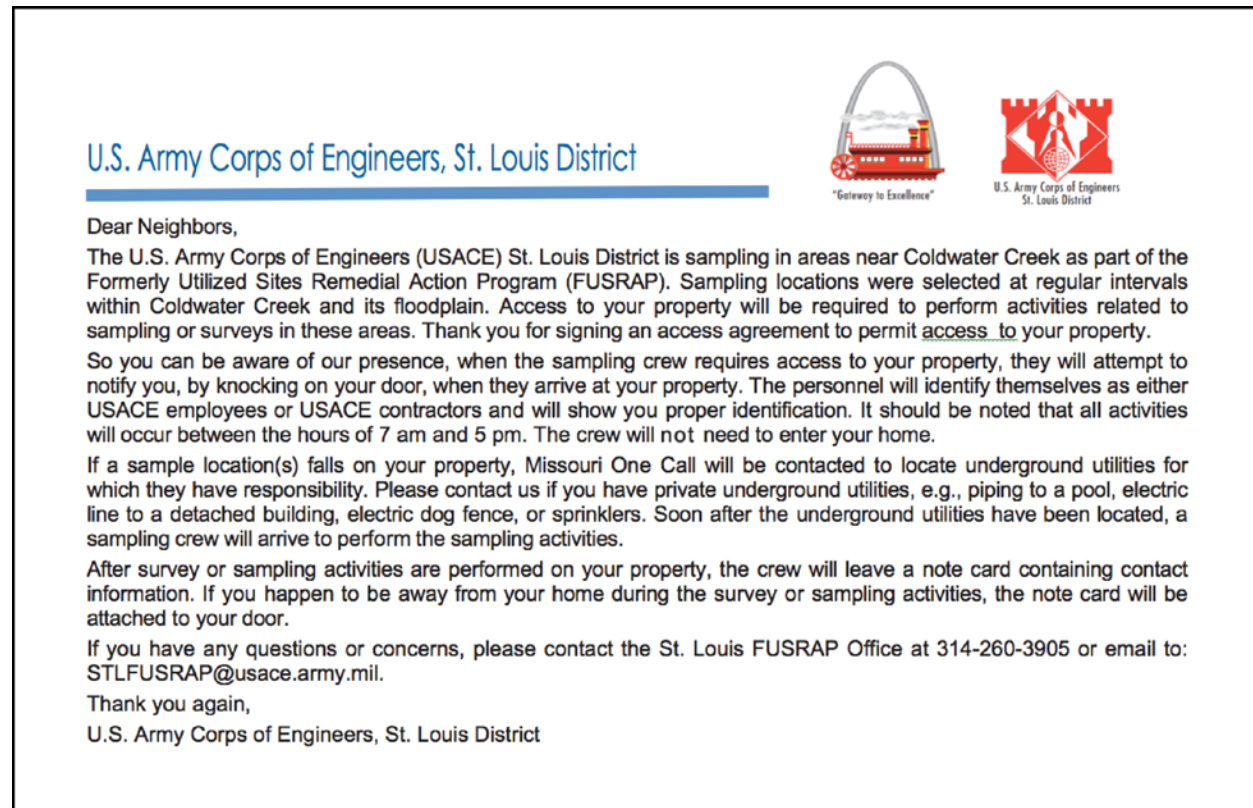 U.S. Army Corps of Engineers, St. Louis District
"Gateway to Excellence"
U.S. Army Corps of Engineers
St. Louis District
Dear Neighbors,
The U.S. Army Corps of Engineers (USACE) St. Louis District is sampling in areas near Coldwater Creek as part of the
Formerly Utilized Sites Remedial Action Program (FUSRAP). Sampling locations were selected at regular intervals
within Coldwater Creek and its floodplain. Access to your property will be required to perform activities related to
sampling or surveys in these areas. Thank you for signing an access agreement to permit access to your property.
So you can be aware of our presence, when the sampling crew requires access to your property, they will attempt to
notify you, by knocking on your door, when they arrive at your property. The personnel will identify themselves as either
USACE employees or USACE contractors and will show you proper identification. It should be noted that all activities
will occur between the hours of 7 am and 5 pm. The crew will not need to enter your home.
If a sample location(s) falls on your property, Missouri One Call will be contacted to locate underground utilities for
which they have responsibility. Please contact us if you have private underground utilities, e.g., piping to a pool, electric
line to a detached building, electric dog fence, or sprinklers. Soon after the underground utilities have been located, a
sampling crew will arrive to perform the sampling activities.
After survey or sampling activities are performed on your property, the crew will leave a note card containing contact
information. If you happen to be away from your home during the survey or sampling activities, the note card will be
attached to your door.
If you have any questions or concerns, please contact the St. Louis FUSRAP Office at 314-260-3905 or email to:
STLFUSRAP@usace.army.mil.
Thank you again,
U.S. Army Corps of Engineers, St. Louis District